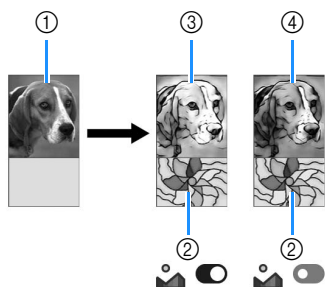 ① ③ ④
② ②